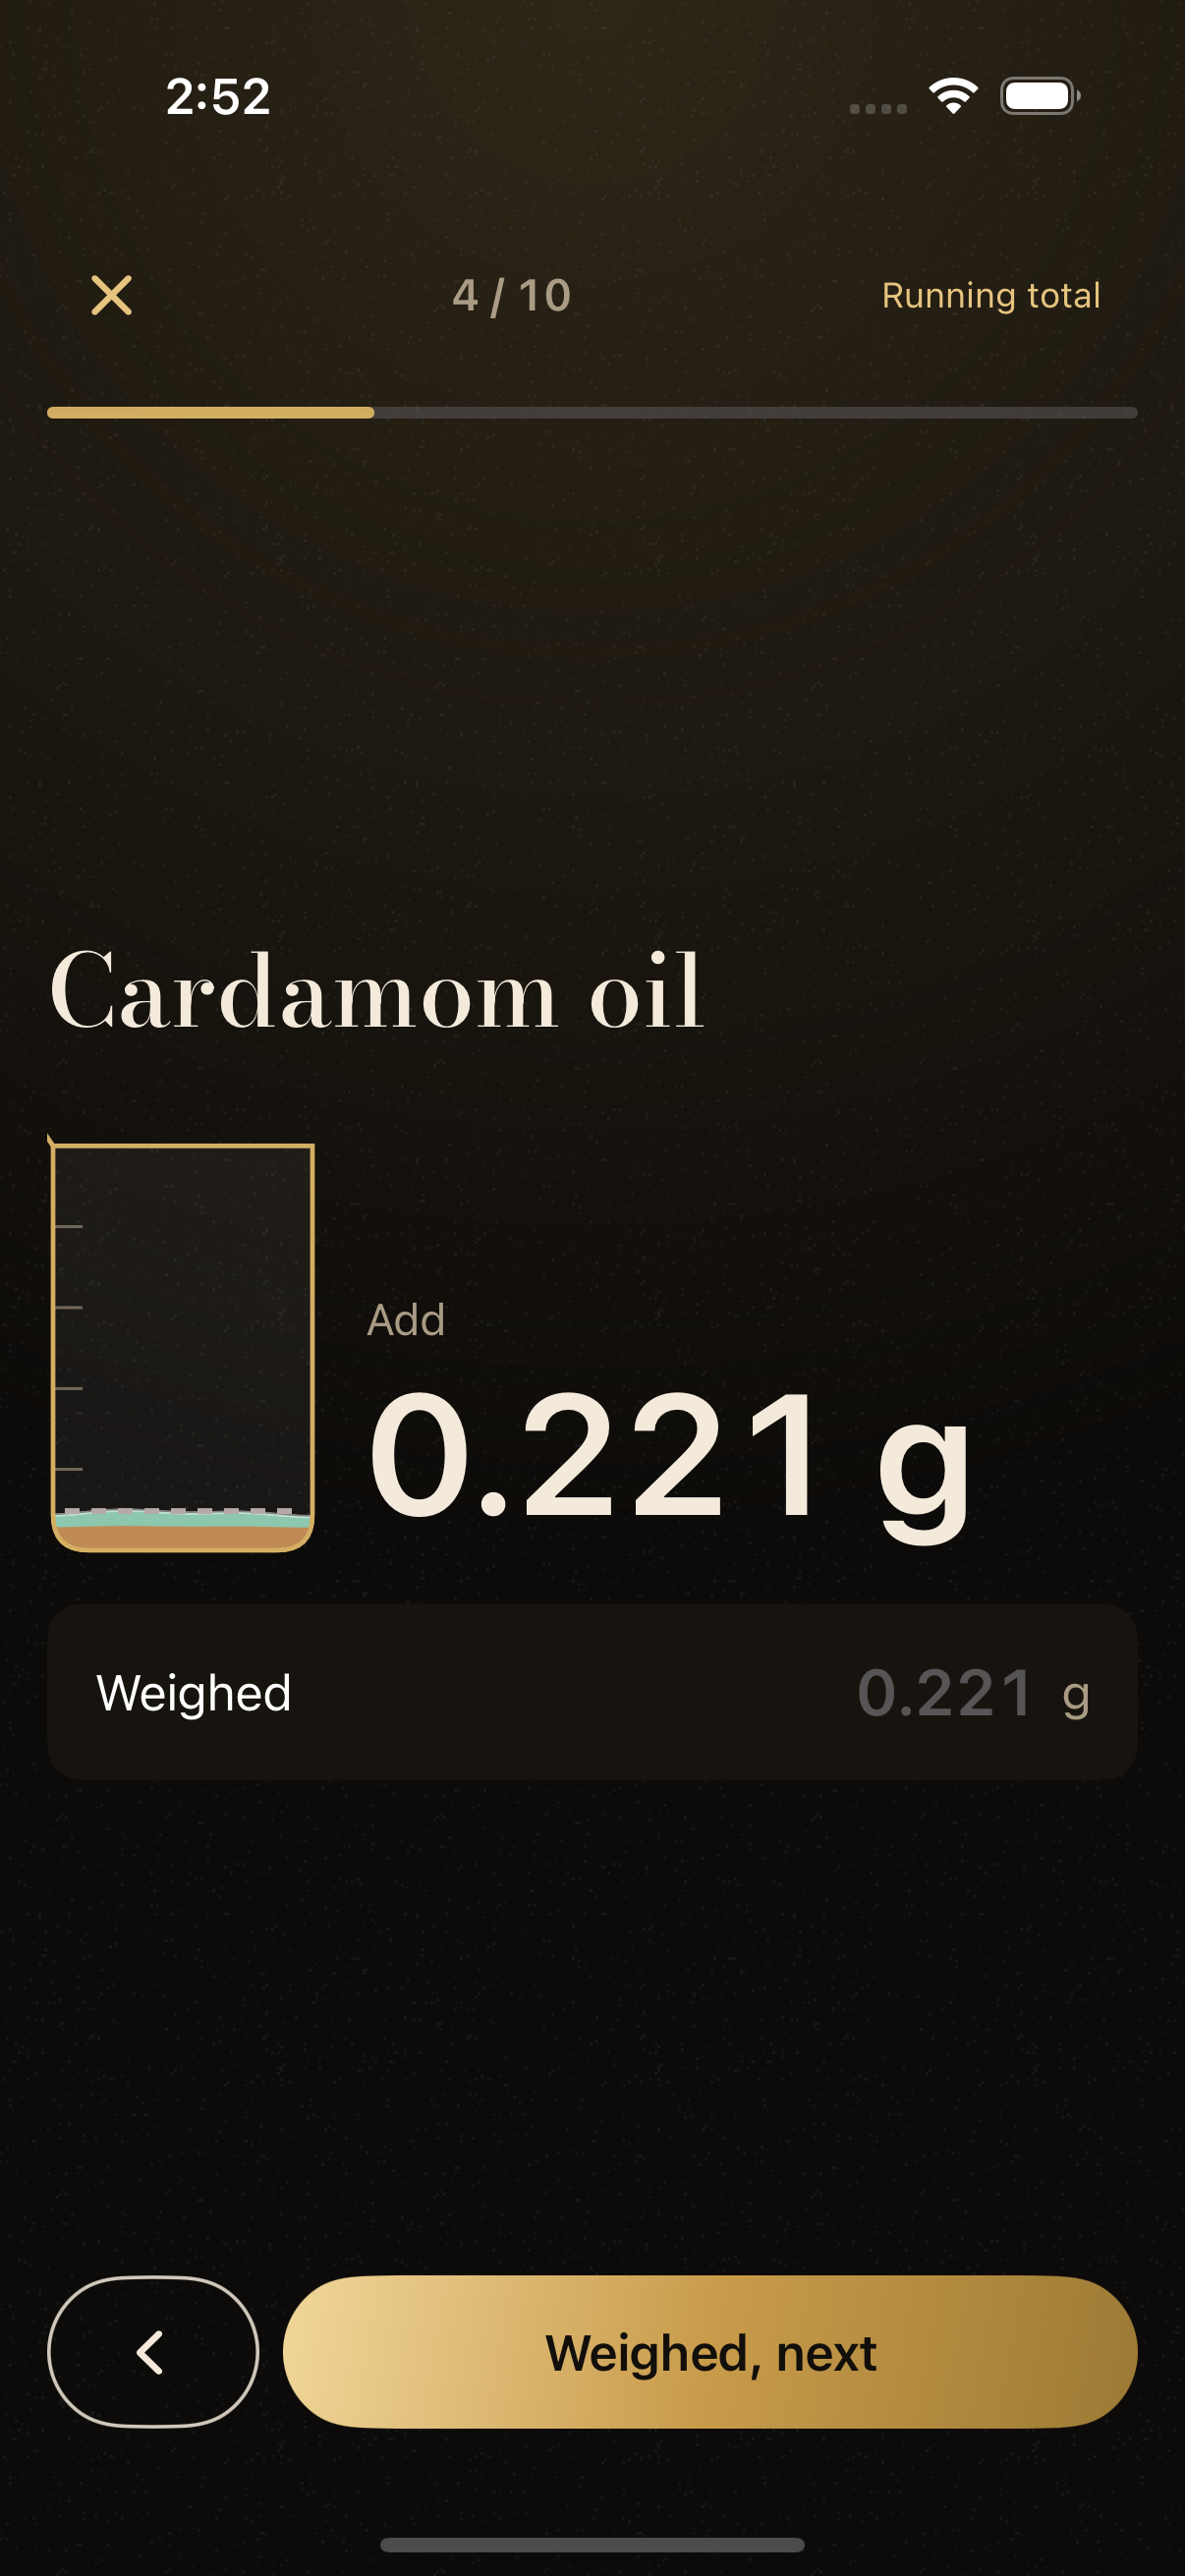 2:52
4 / 10
Running total
Cardamom oil
Add
0.221 g
Weighed
0.221 g
Weighed, next